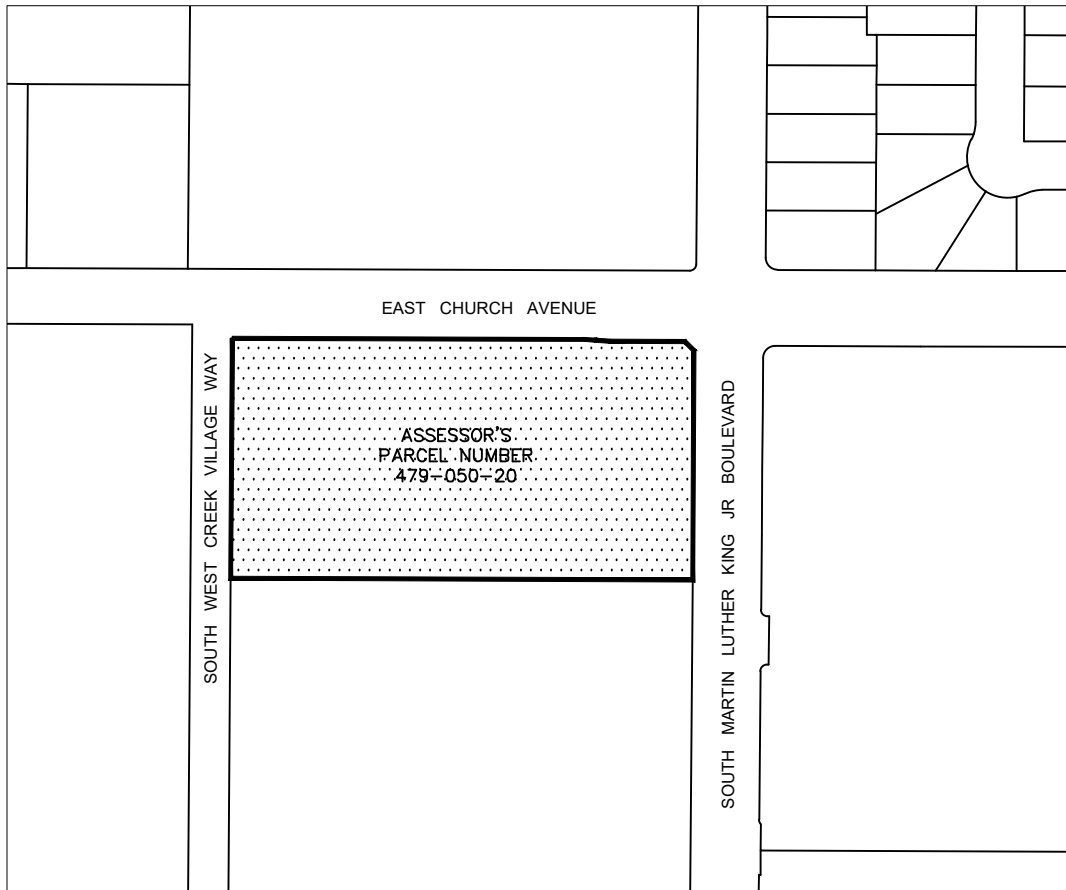 EAST CHURCH AVENUE
SOUTH WEST CREEK VILLAGE WAY
ASSESSOR'S
PARCEL NUMBER
479-050-20
SOUTH MARTIN LUTHER KING JR BOULEVARD